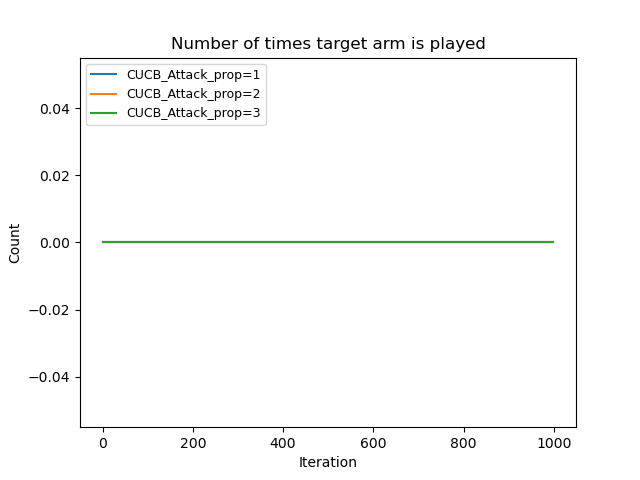 Number of times target arm is played
CUCB_Attack_prop=1
CUCB_Attack_prop=2
CUCB_Attack_prop=3
0.04
0.02
0.00
−0.02
−0.04
Count
0 200 400 600 800 1000
Iteration